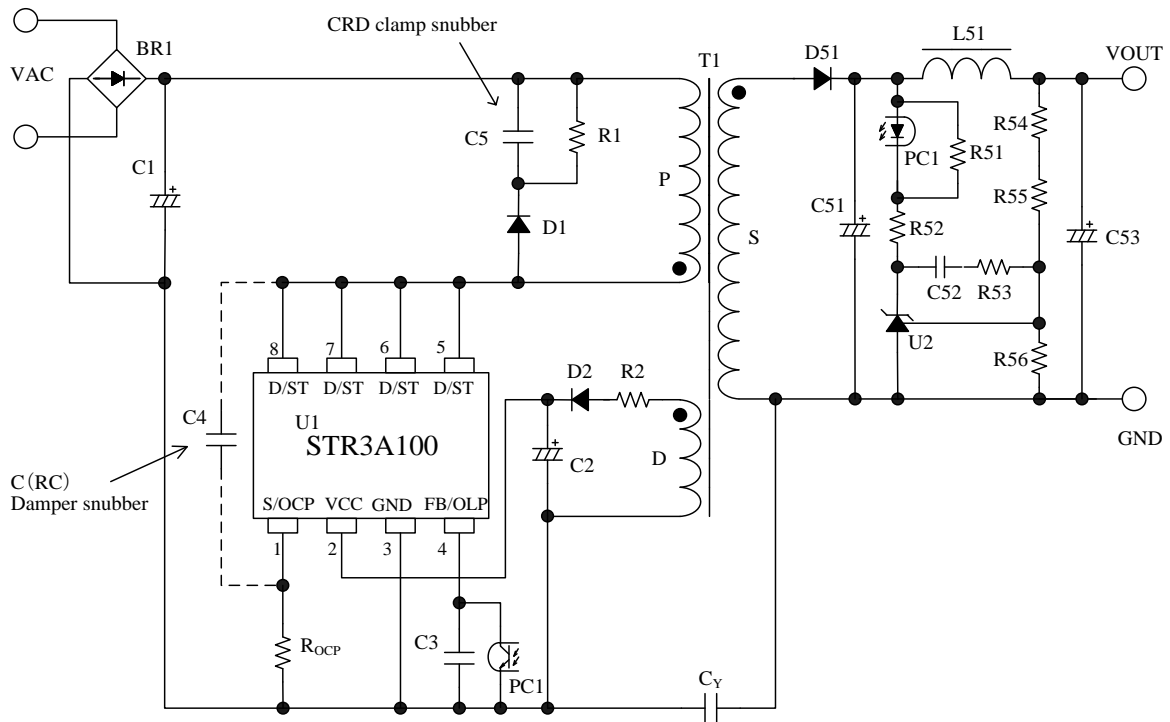 CRD clamp snubber
L51
BR1
D51
VOUT
T1
VAC
C5
R1
R54
PC1
R51
C1
P
R55
C51
R52
D1
S
C53
C52
R53
U2
R56
8
7
6
5
D/ST
D/ST
D/ST
D/ST
D2
R2
C4
U1
STR3A100
GND
C2
D
C(RC)
Damper snubber
S/OCP
VCC
GND
FB/OLP
1
2
3
4
ROCP
C3
PC1
CY